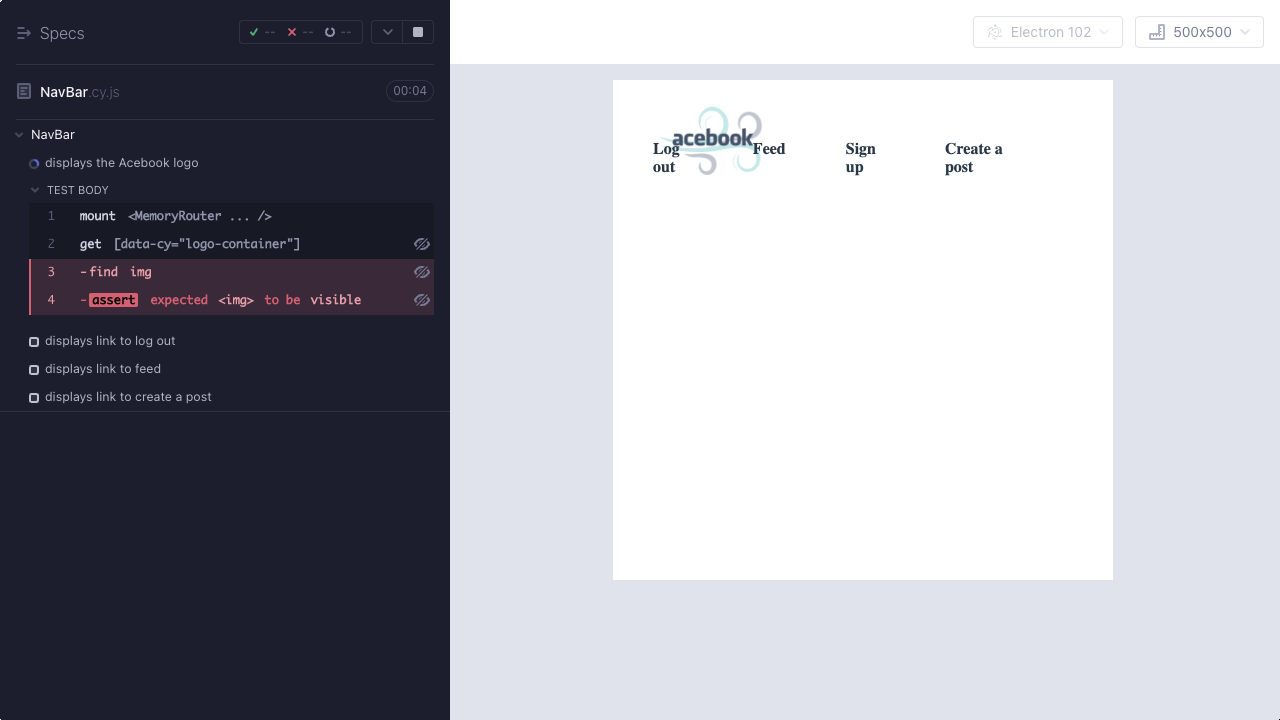 Specs
-- -- --
NavBar.cy.js 00:04
NavBar
displays the Acebook logo
TEST BODY
1 mount <MemoryRouter ... />
2 get [data-cy="logo-container"]
3 -find img
4 -assert expected <img> to be visible
displays link to log out
displays link to feed
displays link to create a post
Electron 102 500x500
acebook
Log Feed Sign Create a
out up post